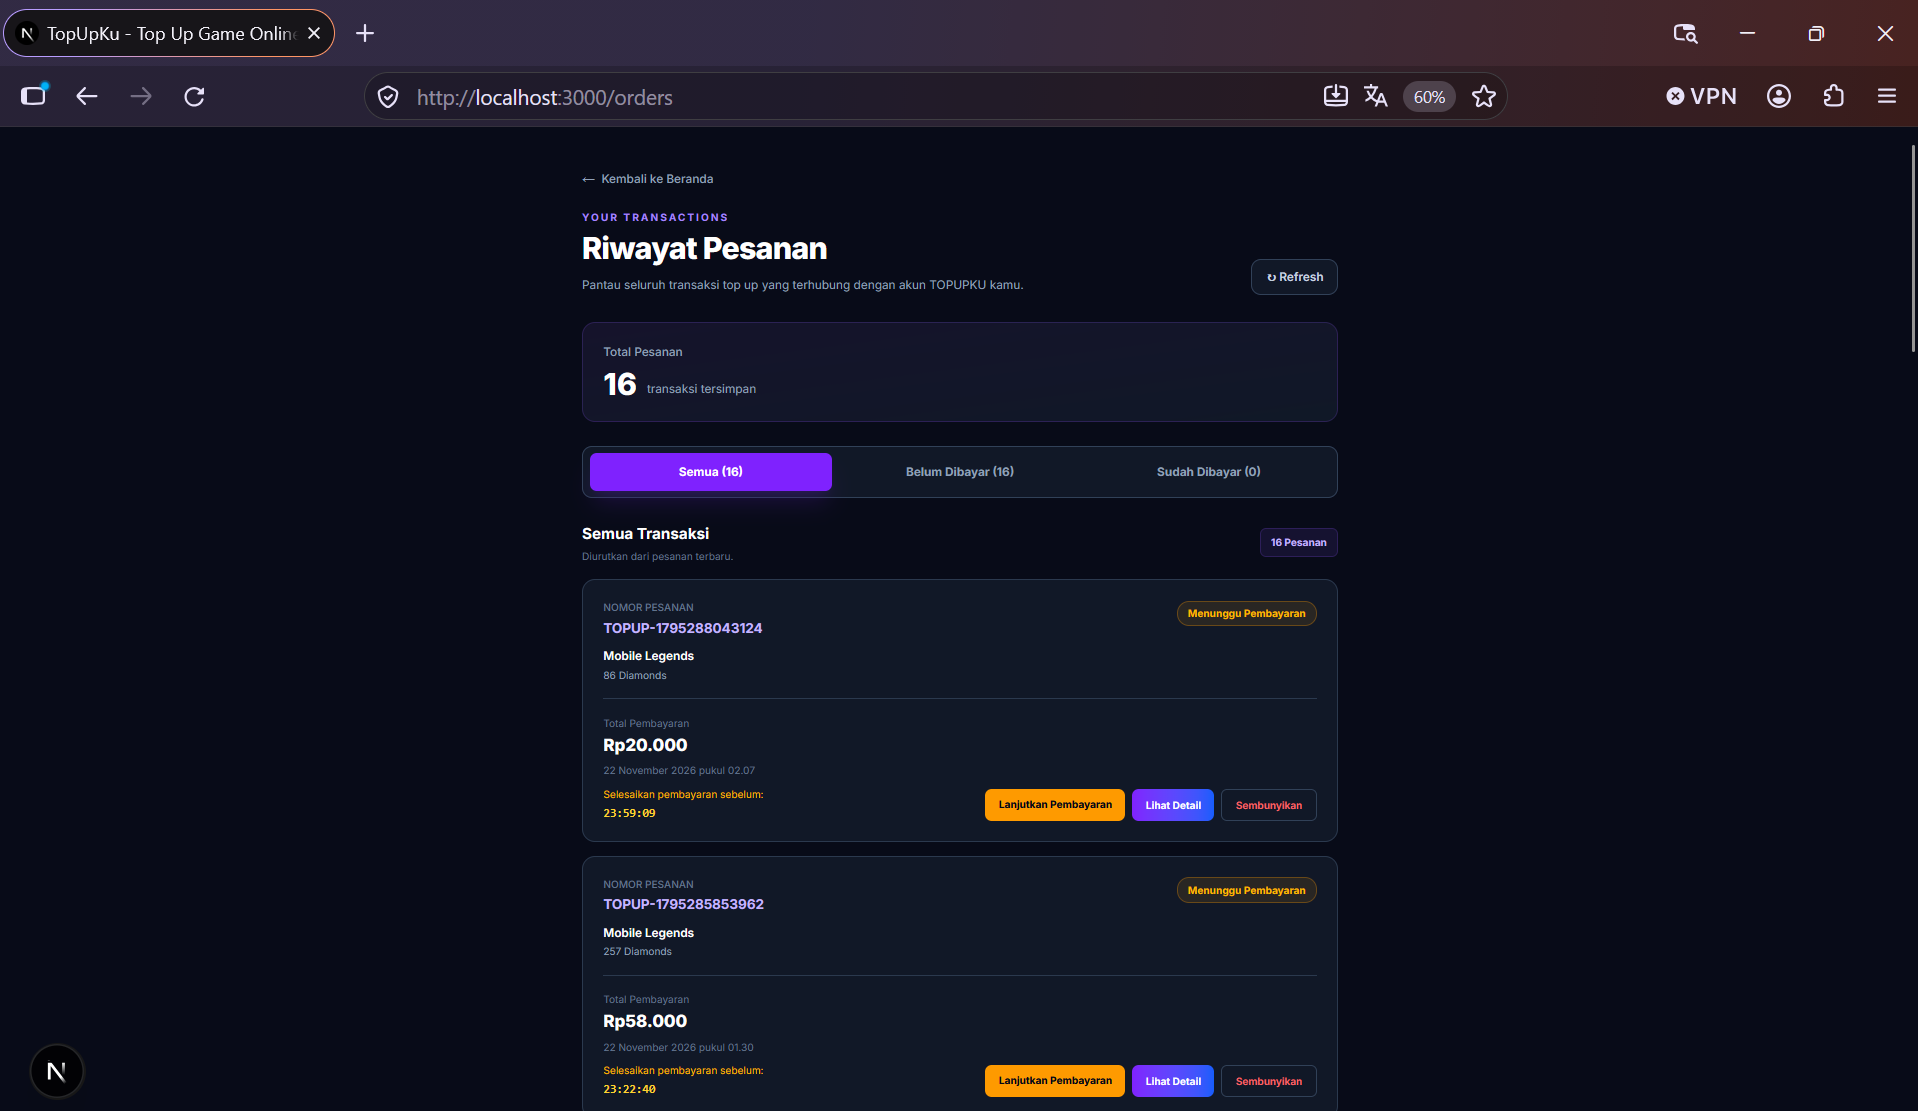 TopUpKu - Top Up Game Online
http://localhost:3000/orders
60%
VPN
← Kembali ke Beranda
YOUR TRANSACTIONS
Riwayat Pesanan
Pantau seluruh transaksi top up yang terhubung dengan akun TOPUPKU kamu.
↻ Refresh
Total Pesanan
16 transaksi tersimpan
Semua (16)
Belum Dibayar (16)
Sudah Dibayar (0)
Semua Transaksi
Diurutkan dari pesanan terbaru.
16 Pesanan
NOMOR PESANAN
TOPUP-1795288043124
Menunggu Pembayaran
Mobile Legends
86 Diamonds
Total Pembayaran
Rp20.000
22 November 2026 pukul 02.07
Selesaikan pembayaran sebelum:
23:59:09
Lanjutkan Pembayaran
Lihat Detail
Sembunyikan
NOMOR PESANAN
TOPUP-1795285853962
Menunggu Pembayaran
Mobile Legends
257 Diamonds
Total Pembayaran
Rp58.000
22 November 2026 pukul 01.30
Selesaikan pembayaran sebelum:
23:22:40
Lanjutkan Pembayaran
Lihat Detail
Sembunyikan
N